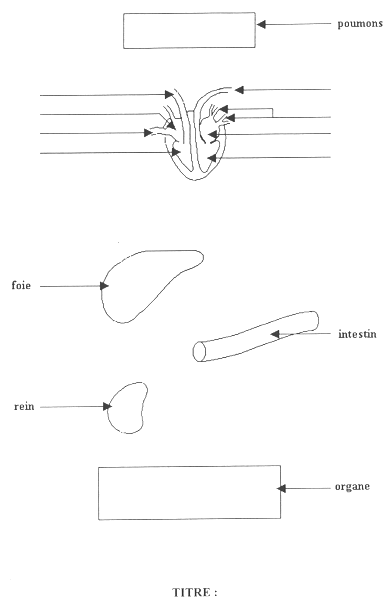 poumons
foie
intestin
rein
organe
TITRE :